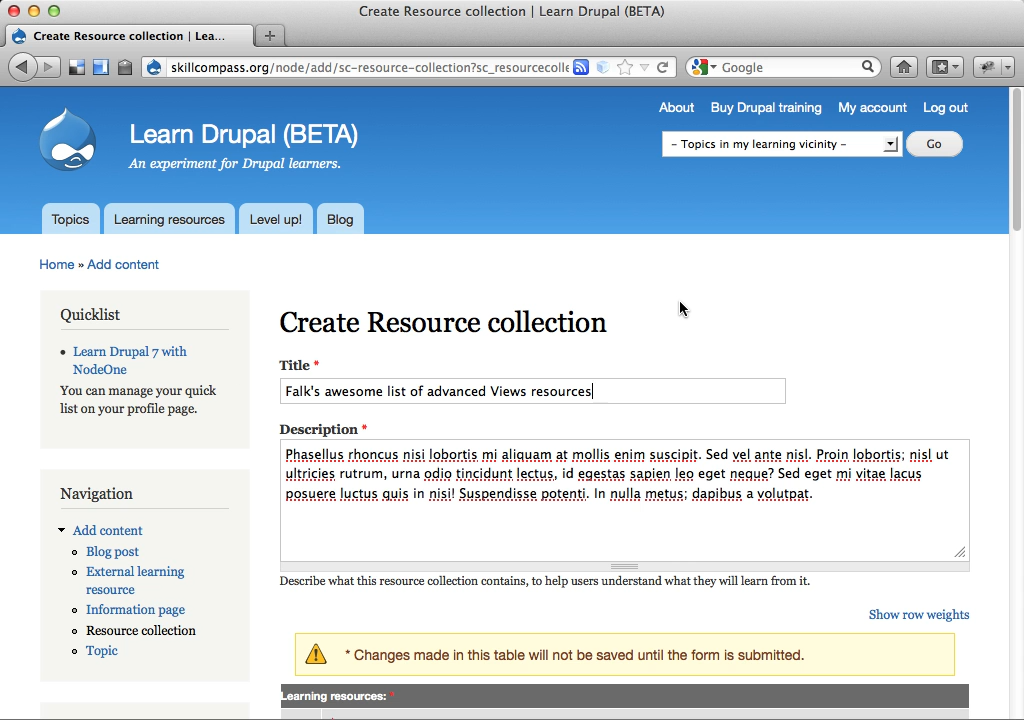 Create Resource collection | Learn Drupal (BETA)
Create Resource collection | Lea...
skillcompass.org/node/add/sc-resource-collection?sc_resourcecolle
Google
About Buy Drupal training My account Log out
Learn Drupal (BETA)
An experiment for Drupal learners.
– Topics in my learning vicinity –
Go
Topics Learning resources Level up! Blog
Home » Add content
Quicklist
Learn Drupal 7 with
NodeOne
You can manage your quick
list on your profile page.
Navigation
Add content
Blog post
External learning
resource
Information page
Resource collection
Topic
Create Resource collection
Title *
Falk's awesome list of advanced Views resources
Description *
Phasellus rhoncus nisi lobortis mi aliquam at mollis enim suscipit. Sed vel ante nisl. Proin lobortis; nisl ut
ultricies rutrum, urna odio tincidunt lectus, id egestas sapien leo eget neque? Sed eget mi vitae lacus
posuere luctus quis in nisi! Suspendisse potenti. In nulla metus; dapibus a volutpat.
Describe what this resource collection contains, to help users understand what they will learn from it.
Show row weights
* Changes made in this table will not be saved until the form is submitted.
Learning resources: *